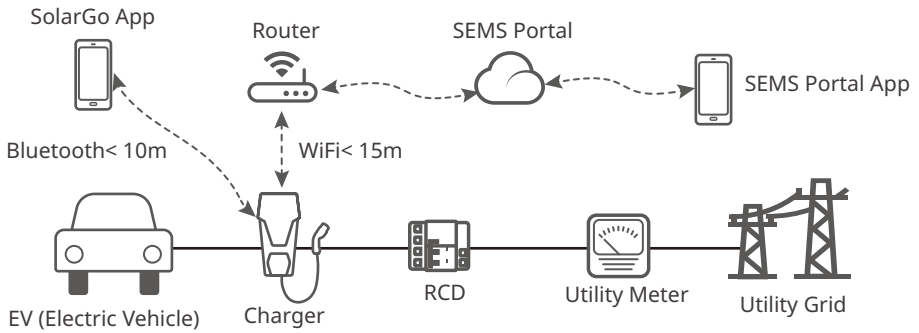 SolarGo App
Router
SEMS Portal
SEMS Portal App
Bluetooth< 10m
WiFi< 15m
EV (Electric Vehicle)
Charger
RCD
Utility Meter
Utility Grid